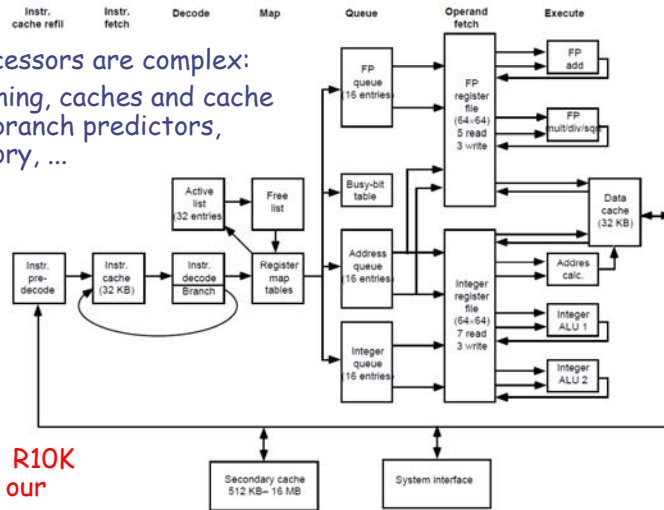 Instr. cache refil
Instr. fetch
Decode
Map
Queue
Operand fetch
Execute
cessors are complex:
ning, caches and cache
branch predictors,
ory, ...
FP
queue
(16 entries)
FP
register
file
(64×64)
5 read
3 write
FP
add
FP
mult/div/sqrt
Active
list
(32 entries)
Free
list
Busy-bit
table
Data
cache
(32 KB)
Instr.
pre-
decode
Instr.
cache
(32 KB)
Instr.
decode
Branch
Register
map
tables
Address
queue
(16 entries)
Integer
register
file
(64×64)
7 read
3 write
Addres
calc.
Integer
ALU 1
Integer
queue
(16 entries)
Integer
ALU 2
R10K
our
Secondary cache
512 KB– 16 MB
System interface